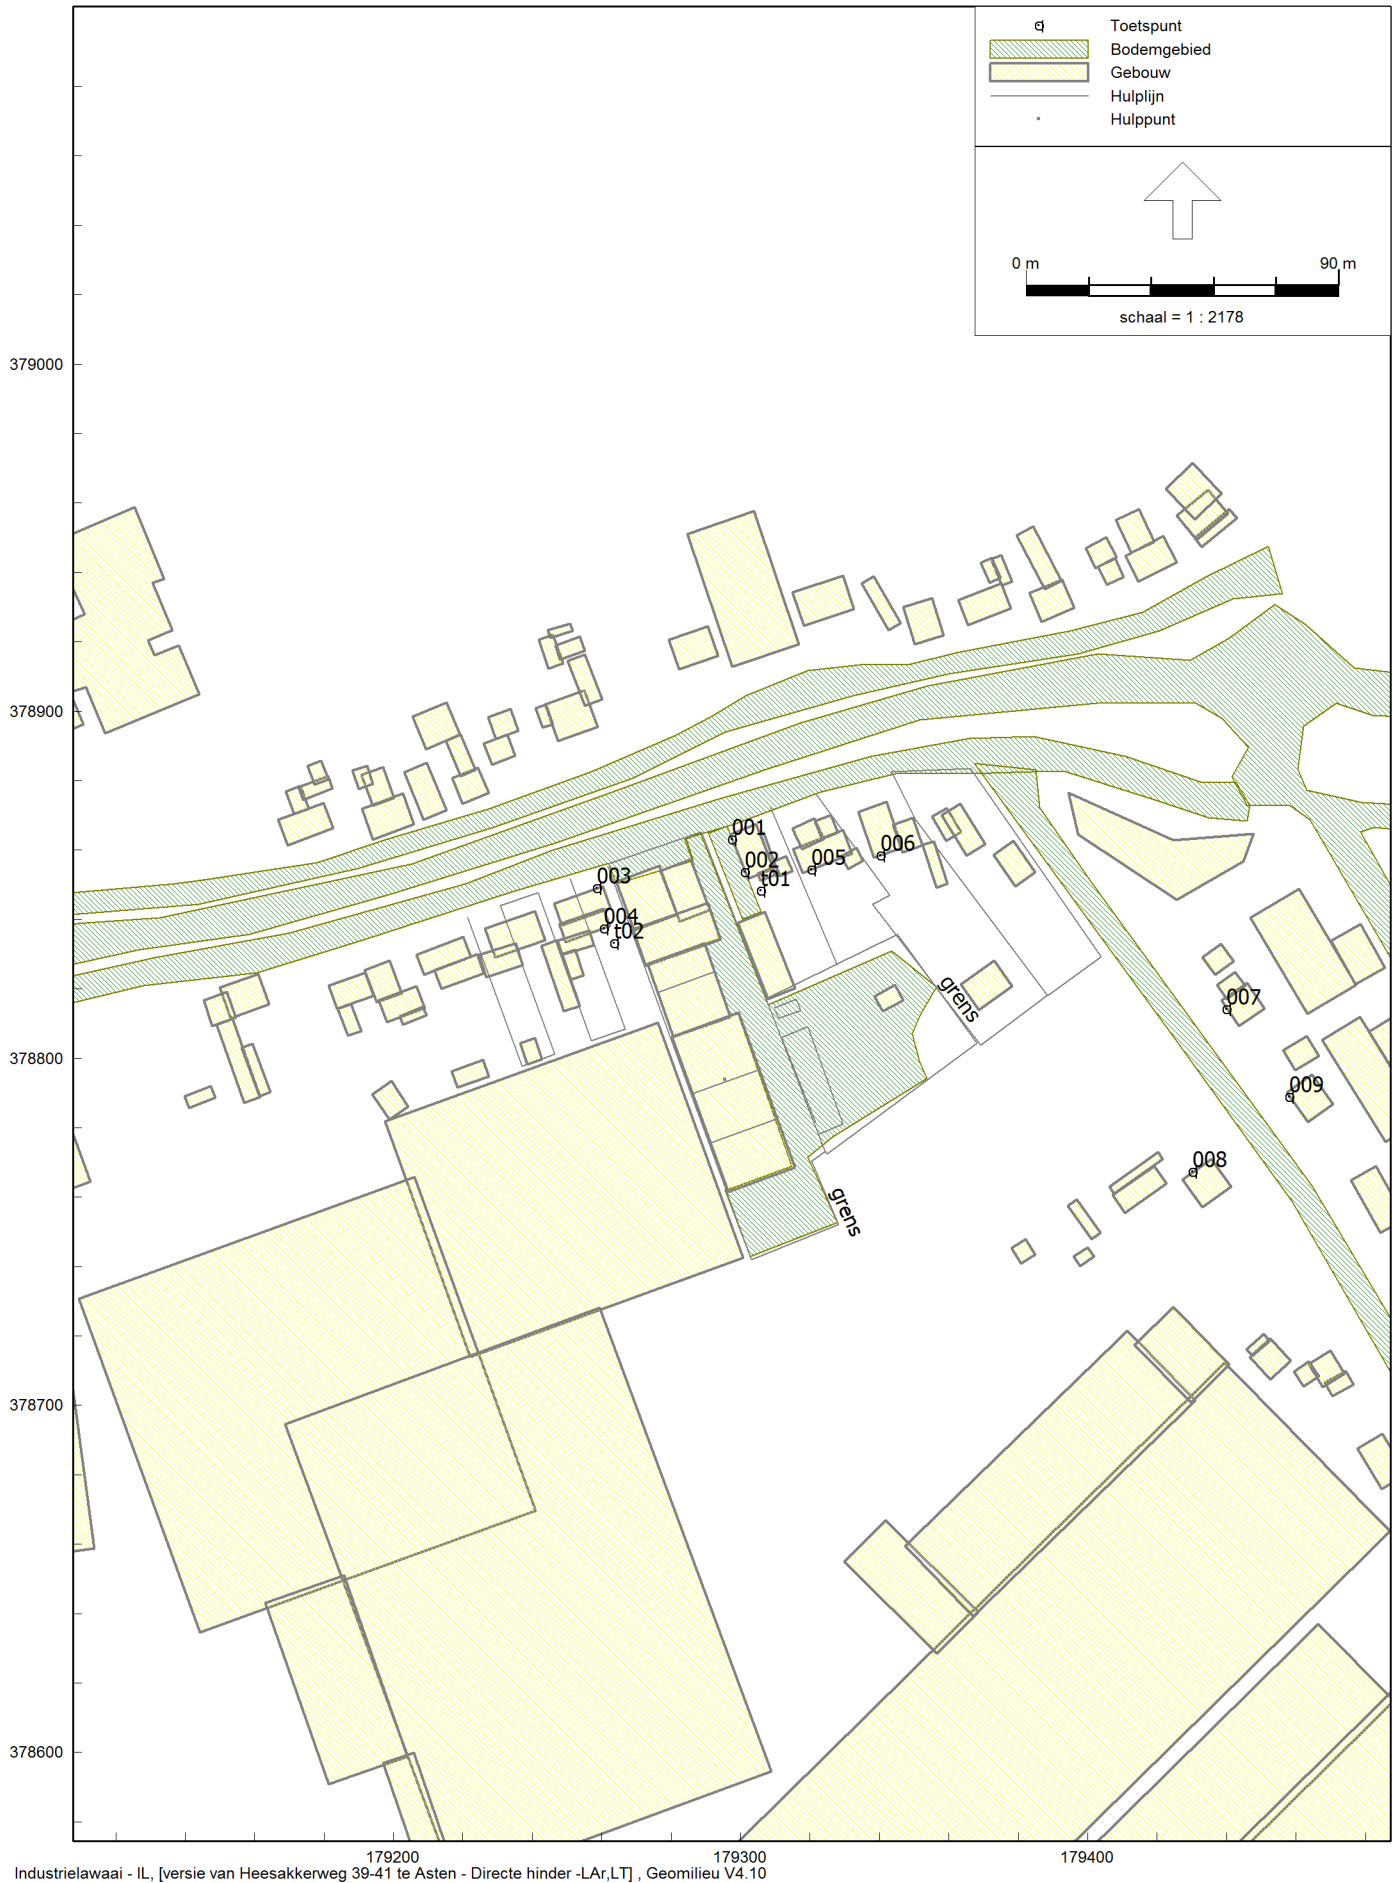 Toetspunt
Bodemgebied
Gebouw
Hulplijn
Hulppunt
0 m 90 m
schaal = 1 : 2178
379000
378900
001
002
t01
005
006
003
004
t02
grens
007
378800
009
008
grens
378700
378600
179200 179300 179400
Industrielawaai - IL, [versie van Heesakkerweg 39-41 te Asten - Directe hinder -LAr,LT] , Geomilieu V4.10